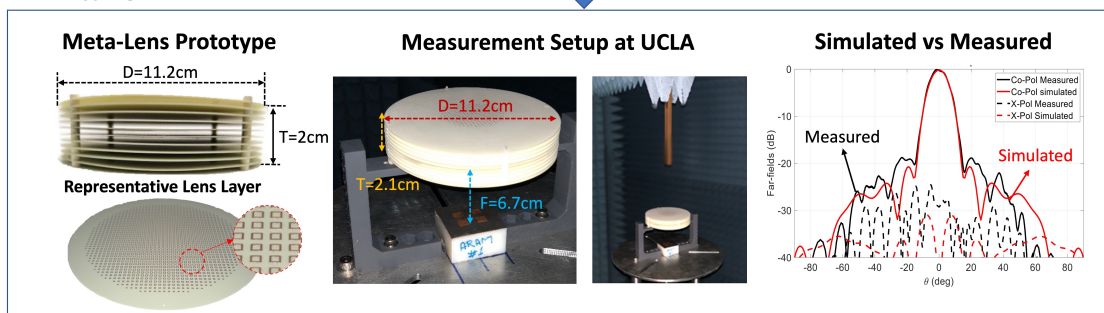 Meta-Lens Prototype
D=11.2cm
T=2cm
Representative Lens Layer
Measurement Setup at UCLA
D=11.2cm
T=2.1cm
F=6.7cm
ARAM
Simulated vs Measured
Co-Pol Measured
Co-Pol simulated
X-Pol Measured
X-Pol Simulated
Measured
Simulated
Far-fields (dB)
0
-10
-20
-30
-40
-80 -60 -40 -20 0 20 40 60 80
θ (deg)